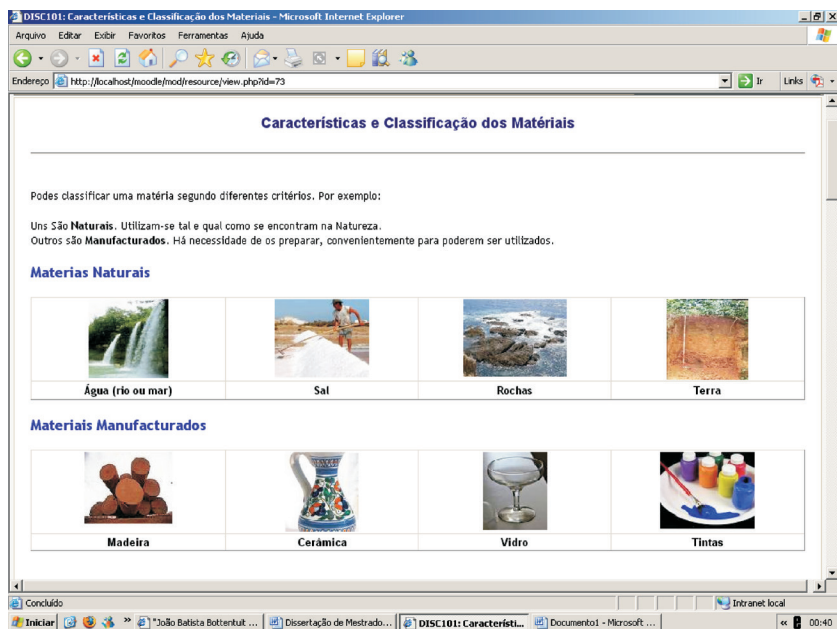 DISC101: Características e Classificação dos Materiais - Microsoft Internet Explorer
Arquivo Editar Exibir Favoritos Ferramentas Ajuda
Endereço http://localhost/moodle/mod/resource/view.php?id=73 Ir Links
Características e Classificação dos Matériais
Podes classificar uma matéria segundo diferentes critérios. Por exemplo:
Uns São Naturais. Utilizam-se tal e qual como se encontram na Natureza.
Outros são Manufacturados. Há necessidade de os preparar, convenientemente para poderem ser utilizados.
Materias Naturais
Água (rio ou mar) Sal Rochas Terra
Materiais Manufacturados
Madeira Cerâmica Vidro Tintas
Concluído Intranet local
Iniciar » "João Batista Bottentuit ... Dissertação de Mestrado... DISC101: Característi... Documento1 - Microsoft ... « 00:40